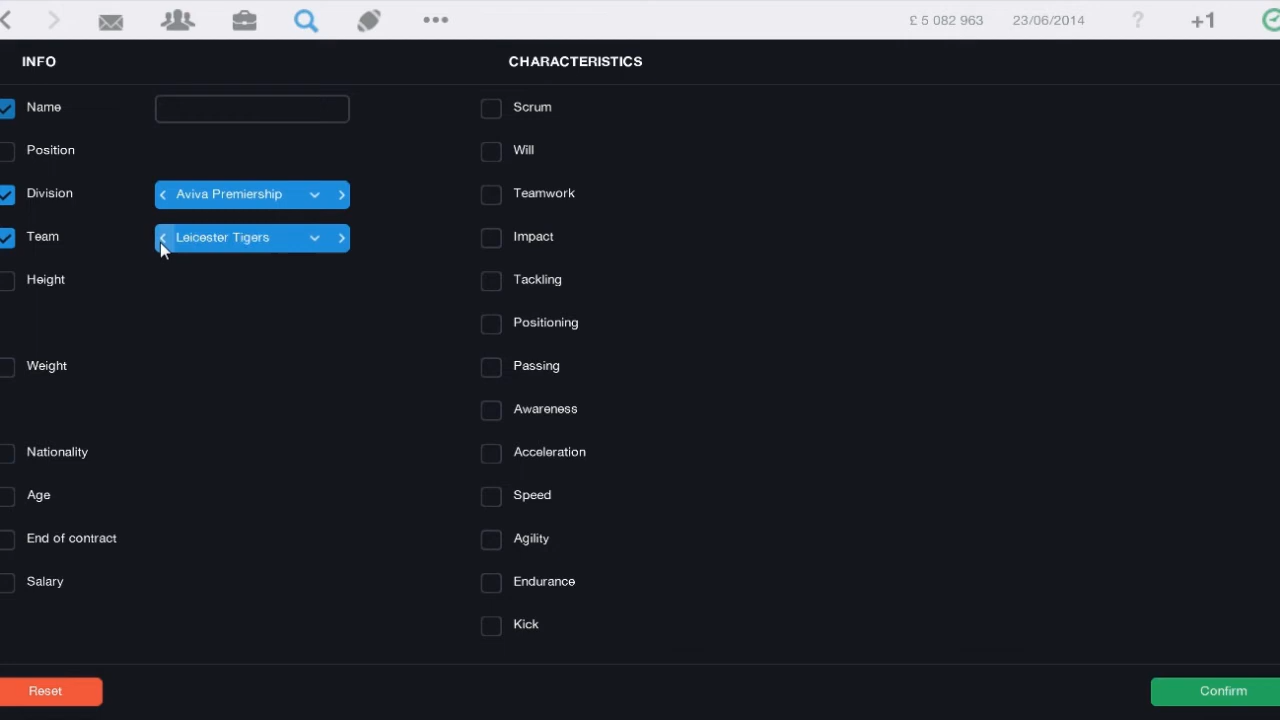 £ 5 082 963 23/06/2014 ? +1
INFO CHARACTERISTICS
Name Scrum
Position Will
Division Aviva Premiership Teamwork
Team Leicester Tigers Impact
Height Tackling
Positioning
Weight Passing
Awareness
Nationality Acceleration
Age Speed
End of contract Agility
Salary Endurance
Kick
Reset Confirm